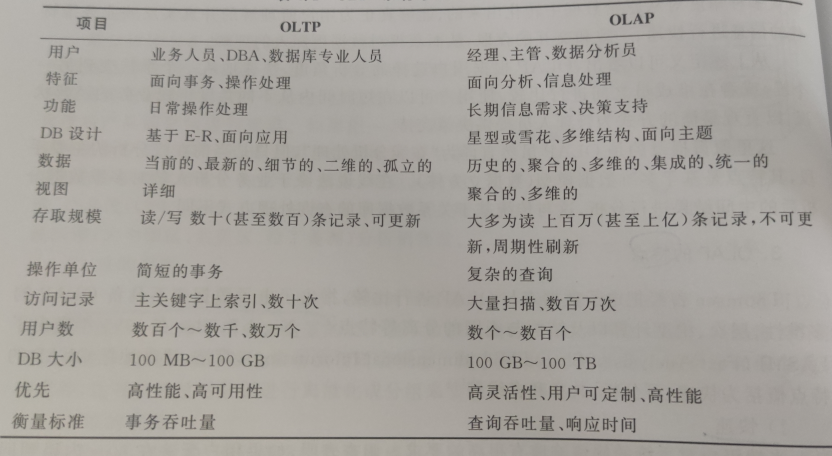 项目 OLTP OLAP
用户 业务人员、DBA、数据库专业人员 经理、主管、数据分析员
特征 面向事务、操作处理 面向分析、信息处理
功能 日常操作处理 长期信息需求、决策支持
DB 设计 基于 E-R、面向应用 星型或雪花、多维结构、面向主题
数据 当前的、最新的、细节的、二维的、孤立的 历史的、聚合的、多维的、集成的、统一的
视图 详细 聚合的、多维的
存取规模 读/写 数十(甚至数百)条记录、可更新 大多为读 上百万(甚至上亿)条记录,不可更
新,周期性刷新
操作单位 简短的事务 复杂的查询
访问记录 主关键字上索引、数十次 大量扫描、数百万次
用户数 数百个～数千、数万个 数个～数百个
DB 大小 100 MB～100 GB 100 GB～100 TB
优先 高性能、高可用性 高灵活性、用户可定制、高性能
衡量标准 事务吞吐量 查询吞吐量、响应时间